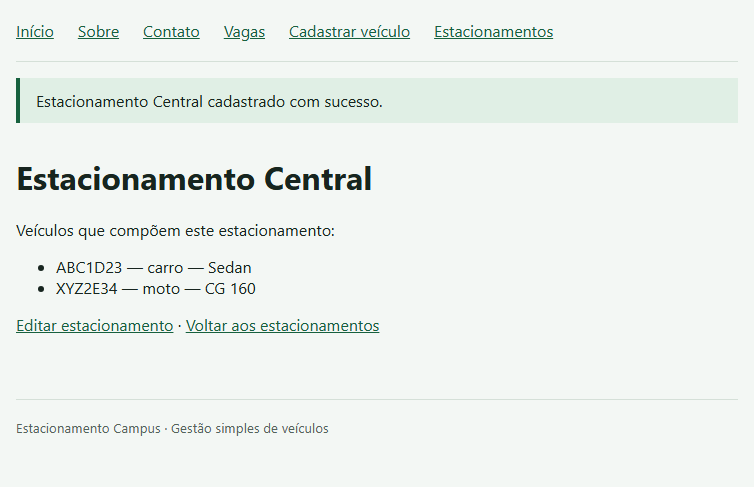 Início Sobre Contato Vagas Cadastrar veículo Estacionamentos
Estacionamento Central cadastrado com sucesso.
Estacionamento Central
Veículos que compõem este estacionamento:
• ABC1D23 — carro — Sedan
• XYZ2E34 — moto — CG 160
Editar estacionamento · Voltar aos estacionamentos
Estacionamento Campus · Gestão simples de veículos